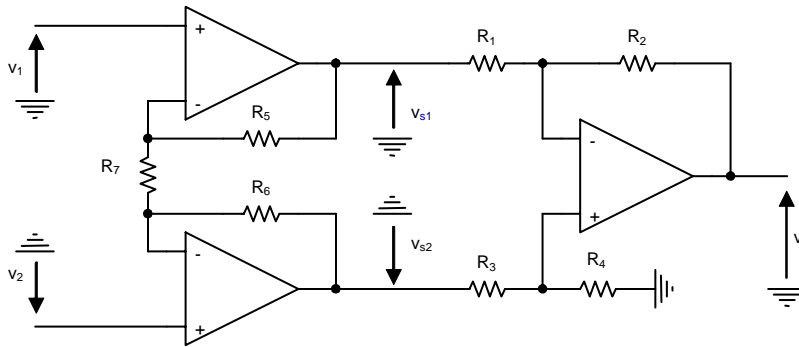 R1
R2
+
v1
-
R5
vs1
R7
-
R6
+
-
v2
vs2
R3
R4
v
+